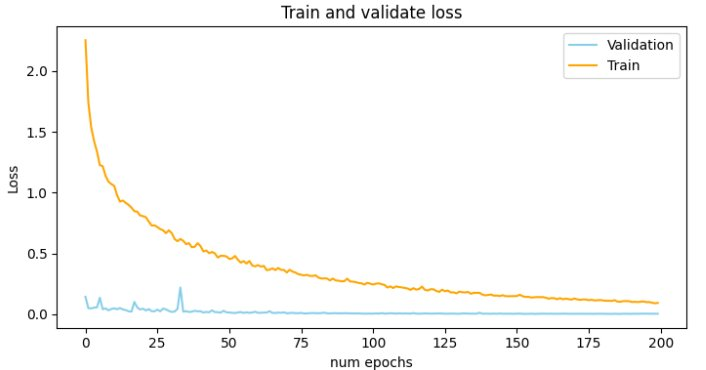 Train and validate loss
Validation
Train
2.0
1.5
1.0
0.5
0.0
Loss
0
25
50
75
100
125
150
175
200
num epochs